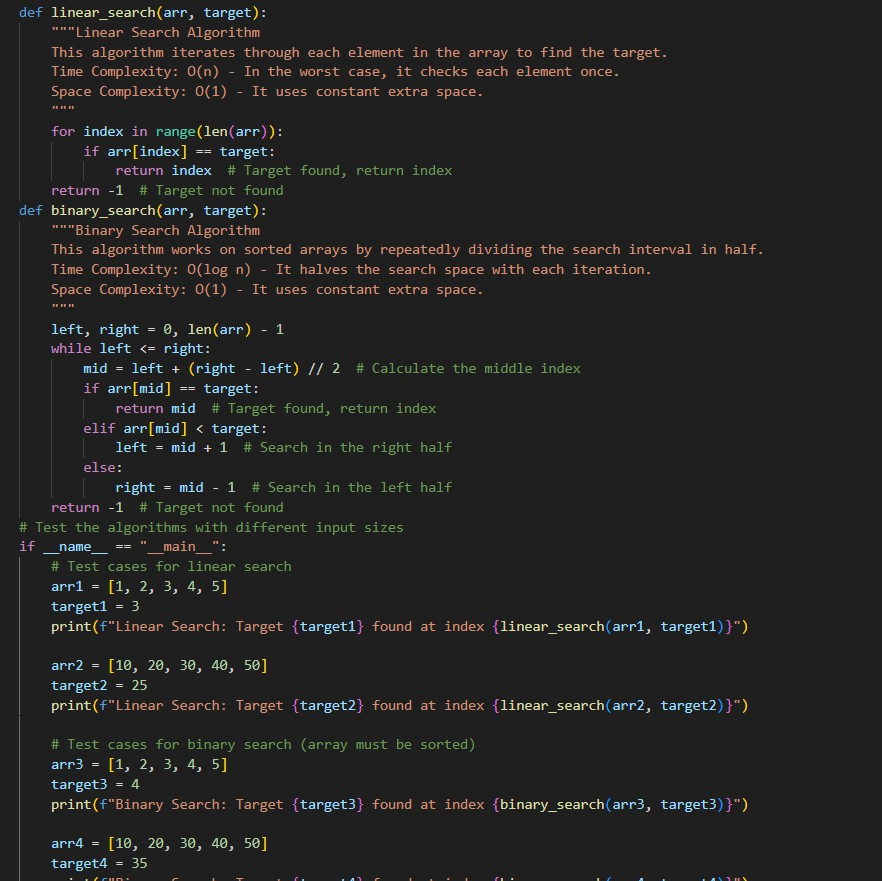 def linear_search(arr, target):
    """Linear Search Algorithm
    This algorithm iterates through each element in the array to find the target.
    Time Complexity: O(n) - In the worst case, it checks each element once.
    Space Complexity: O(1) - It uses constant extra space.
    """
    for index in range(len(arr)):
        if arr[index] == target:
            return index  # Target found, return index
    return -1  # Target not found
def binary_search(arr, target):
    """Binary Search Algorithm
    This algorithm works on sorted arrays by repeatedly dividing the search interval in half.
    Time Complexity: O(log n) - It halves the search space with each iteration.
    Space Complexity: O(1) - It uses constant extra space.
    """
    left, right = 0, len(arr) - 1
    while left <= right:
        mid = left + (right - left) // 2  # Calculate the middle index
        if arr[mid] == target:
            return mid  # Target found, return index
        elif arr[mid] < target:
            left = mid + 1  # Search in the right half
        else:
            right = mid - 1  # Search in the left half
    return -1  # Target not found
# Test the algorithms with different input sizes
if __name__ == "__main__":
    # Test cases for linear search
    arr1 = [1, 2, 3, 4, 5]
    target1 = 3
    print(f"Linear Search: Target {target1} found at index {linear_search(arr1, target1)}")

    arr2 = [10, 20, 30, 40, 50]
    target2 = 25
    print(f"Linear Search: Target {target2} found at index {linear_search(arr2, target2)}")

    # Test cases for binary search (array must be sorted)
    arr3 = [1, 2, 3, 4, 5]
    target3 = 4
    print(f"Binary Search: Target {target3} found at index {binary_search(arr3, target3)}")

    arr4 = [10, 20, 30, 40, 50]
    target4 = 35